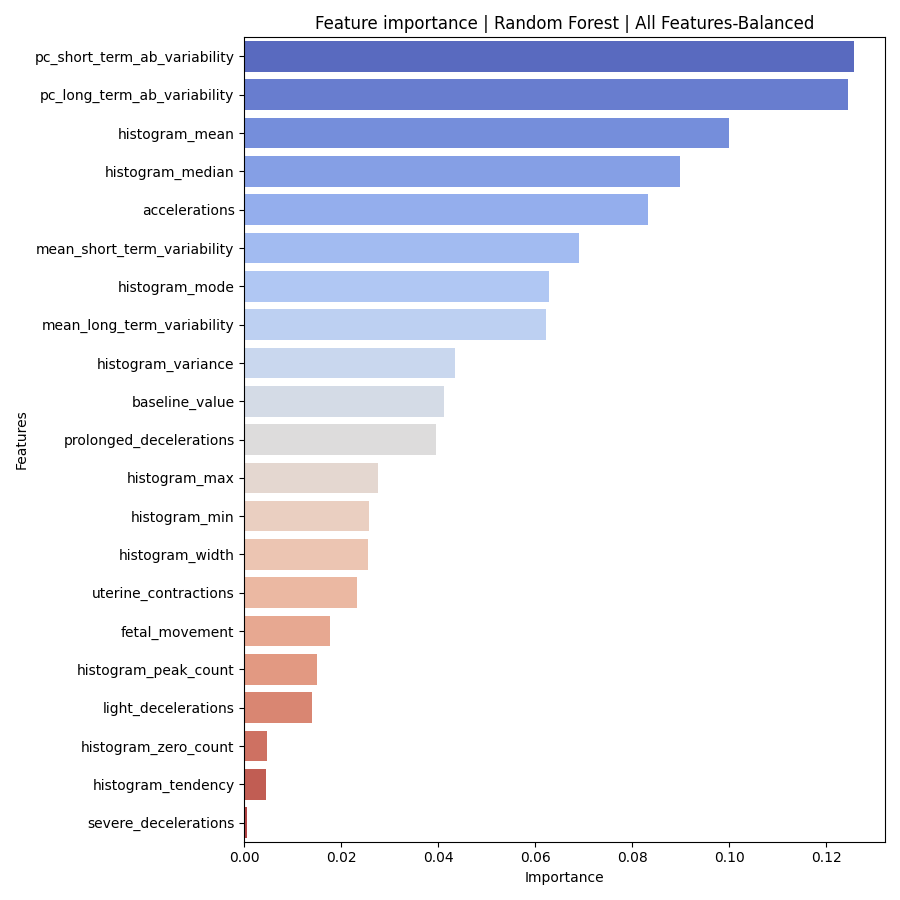 Feature importance | Random Forest | All Features-Balanced
pc_short_term_ab_variability
pc_long_term_ab_variability
histogram_mean
histogram_median
accelerations
mean_short_term_variability
histogram_mode
mean_long_term_variability
histogram_variance
baseline_value
prolonged_decelerations
histogram_max
histogram_min
histogram_width
uterine_contractions
fetal_movement
histogram_peak_count
light_decelerations
histogram_zero_count
histogram_tendency
severe_decelerations
Features
0.00 0.02 0.04 0.06 0.08 0.10 0.12
Importance